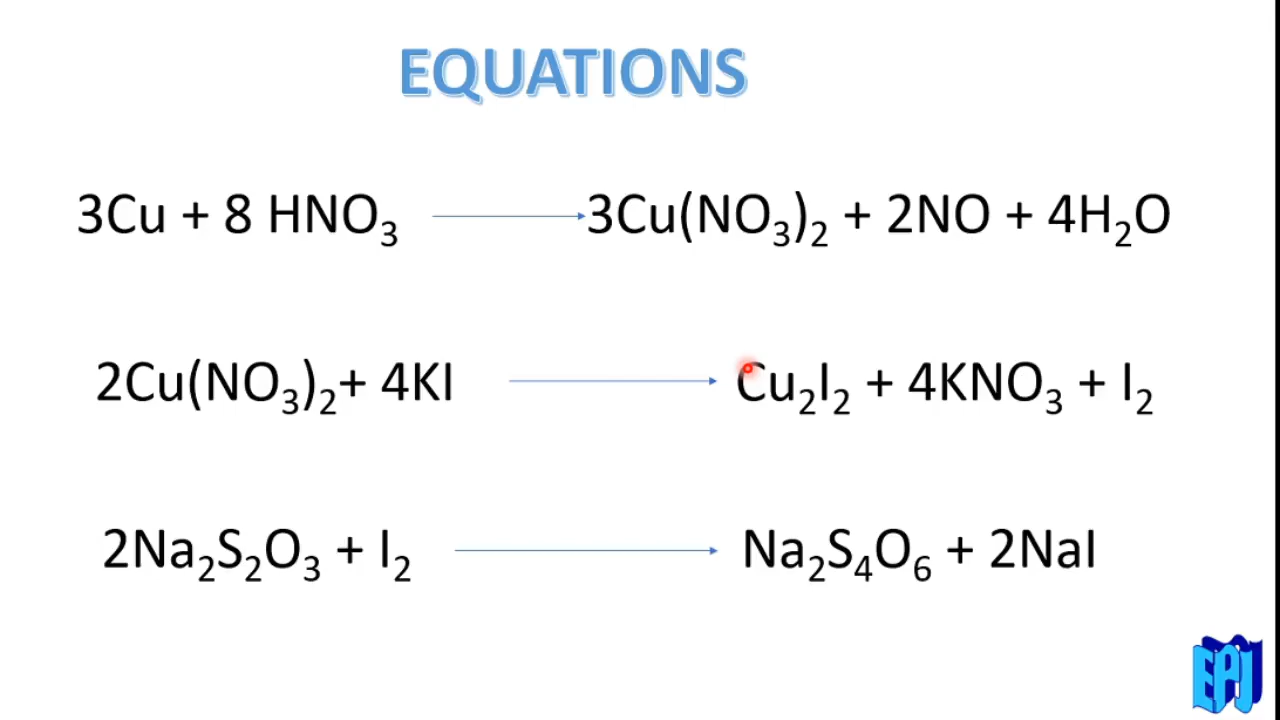 EQUATIONS
3Cu + 8 HNO₃ → 3Cu(NO₃)₂ + 2NO + 4H₂O
2Cu(NO₃)₂+ 4KI → Cu₂I₂ + 4KNO₃ + I₂
2Na₂S₂O₃ + I₂ → Na₂S₄O₆ + 2NaI
EPJ